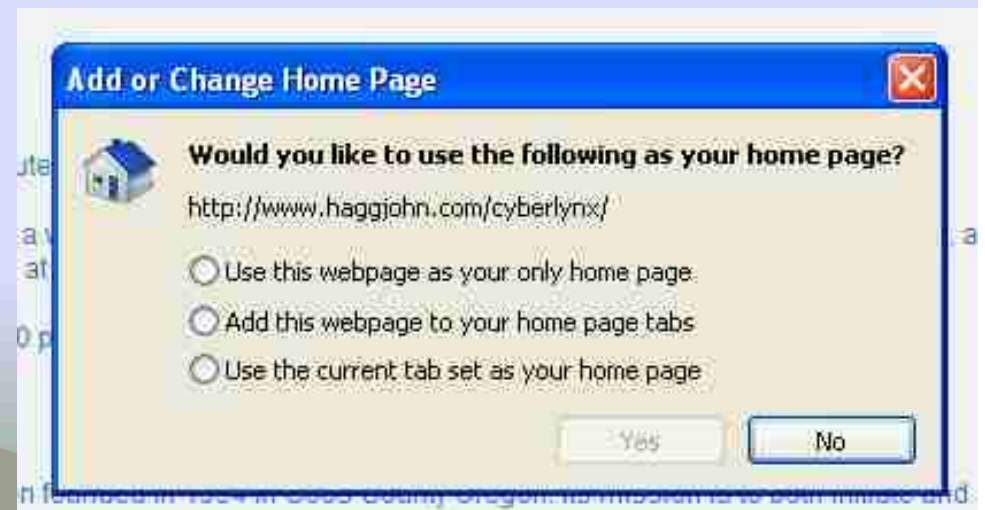 Add or Change Home Page
Would you like to use the following as your home page?
http://www.haggjohn.com/cyberlynx/
Use this webpage as your only home page
Add this webpage to your home page tabs
Use the current tab set as your home page
Yes No